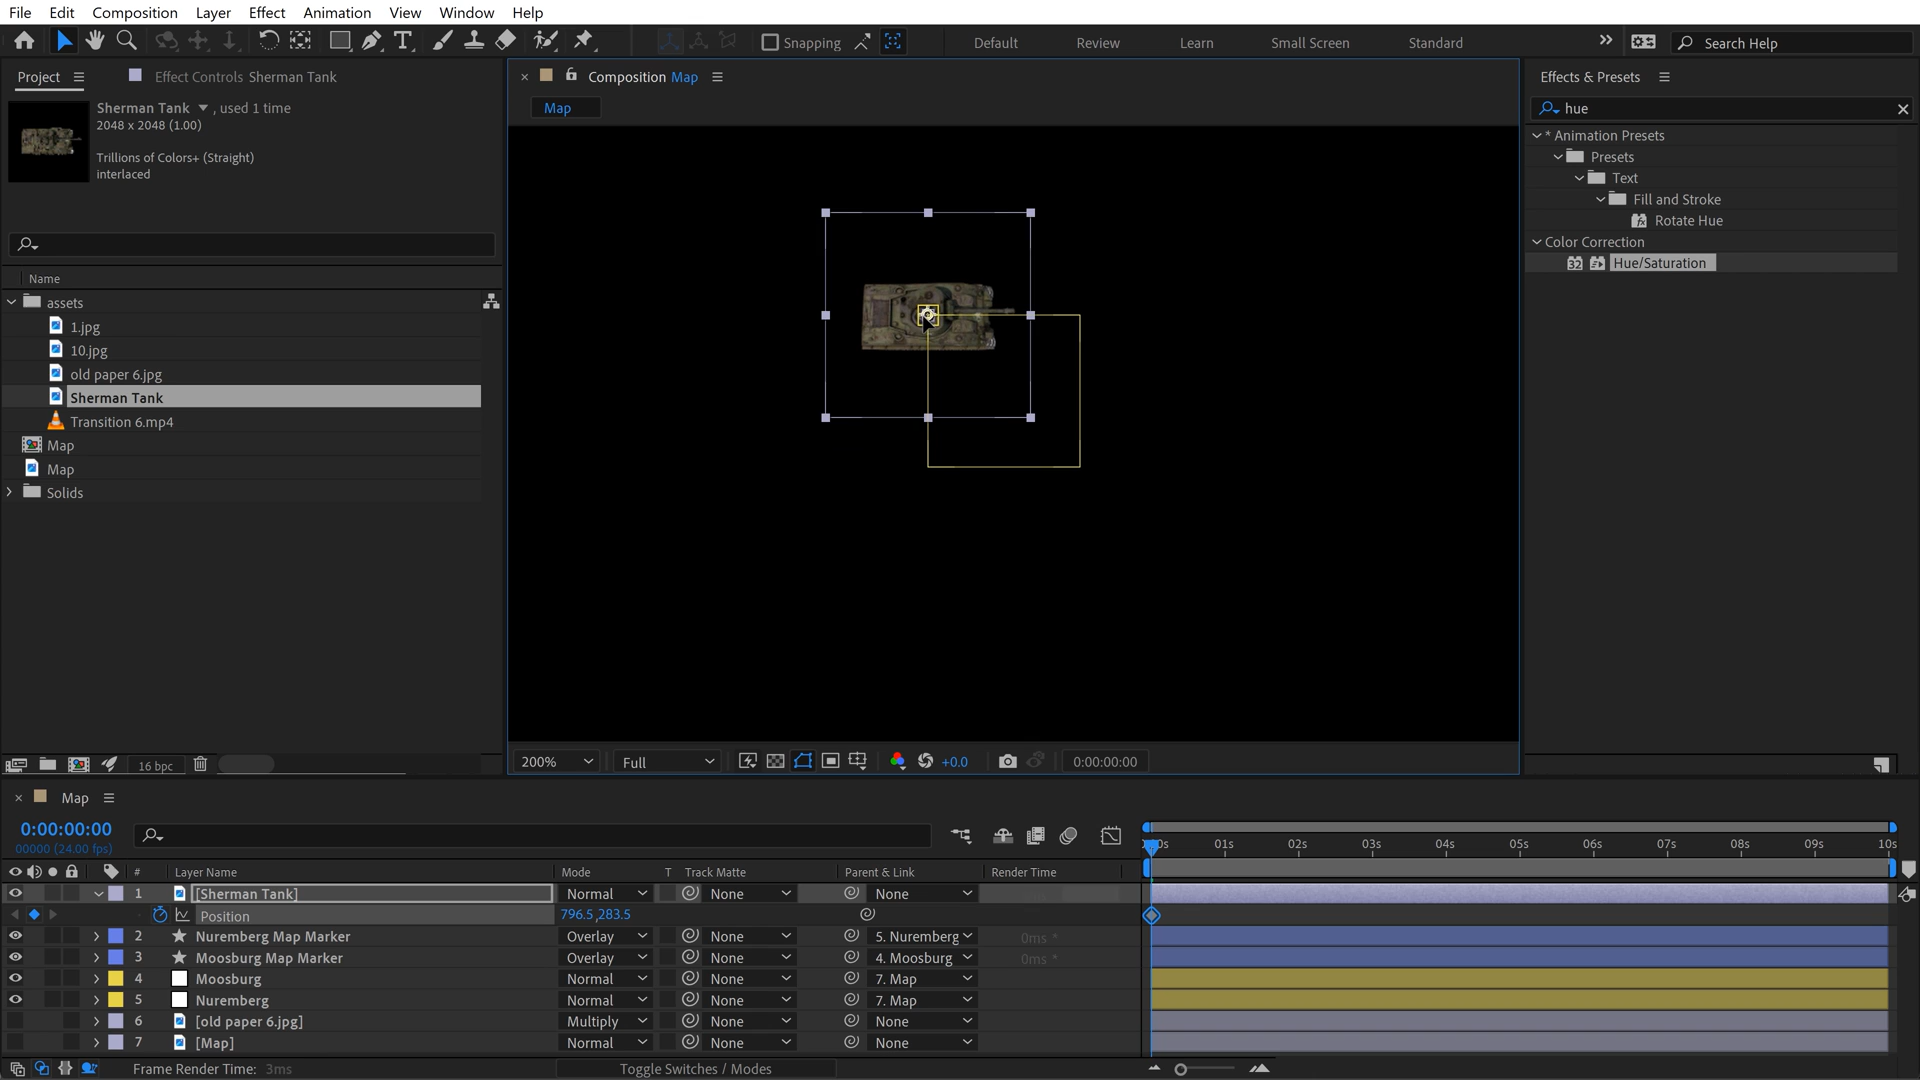 File Edit Composition Layer Effect Animation View Window Help
Snapping Default Review Learn Small Screen Standard Search Help
Project Effect Controls Sherman Tank
Sherman Tank , used 1 time
2048 x 2048 (1.00)
Trillions of Colors+ (Straight)
interlaced
Name
assets
1.jpg
10.jpg
old paper 6.jpg
Sherman Tank
Transition 6.mp4
Map
Map
Solids
16 bpc
Composition Map
Map
200% Full +0.0 0:00:00:00
Effects & Presets
hue
* Animation Presets
Presets
Text
Fill and Stroke
Rotate Hue
Color Correction
32 Hue/Saturation
Map
0:00:00:00
00000 (24.00 fps)
01s 02s 03s 04s 05s 06s 07s 08s 09s 10s
# Layer Name Mode T Track Matte Parent & Link Render Time
1 [Sherman Tank] Normal None None
Position 796.5,283.5
2 Nuremberg Map Marker Overlay None 5. Nuremberg 0ms *
3 Moosburg Map Marker Overlay None 4. Moosburg 0ms *
4 Moosburg Normal None 7. Map
5 Nuremberg Normal None 7. Map
6 [old paper 6.jpg] Multiply None None
7 [Map] Normal None None
Frame Render Time: 3ms Toggle Switches / Modes